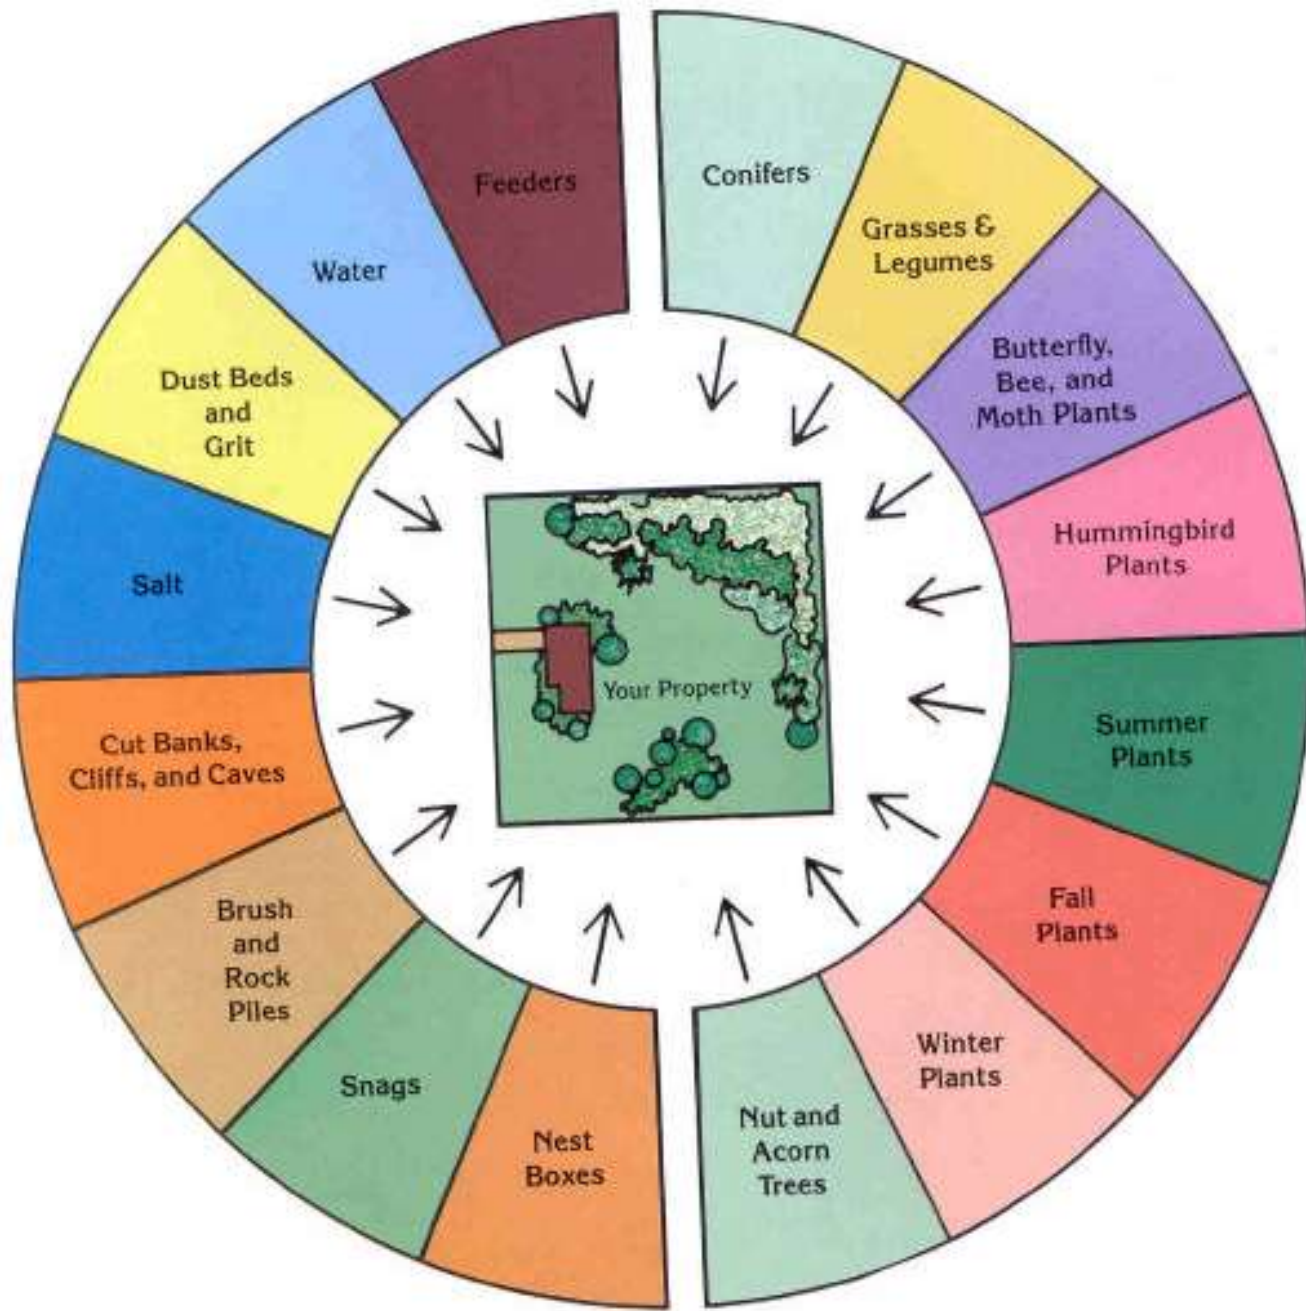 Feeders
Conifers
Grasses &
Legumes
Water
Butterfly,
Bee, and
Moth Plants
Dust Beds
and
Grit
Hummingbird
Plants
Salt
Your Property
Summer
Plants
Cut Banks,
Cliffs, and Caves
Fall
Plants
Brush
and
Rock
Piles
Winter
Plants
Snags
Nut and
Acorn
Trees
Nest
Boxes